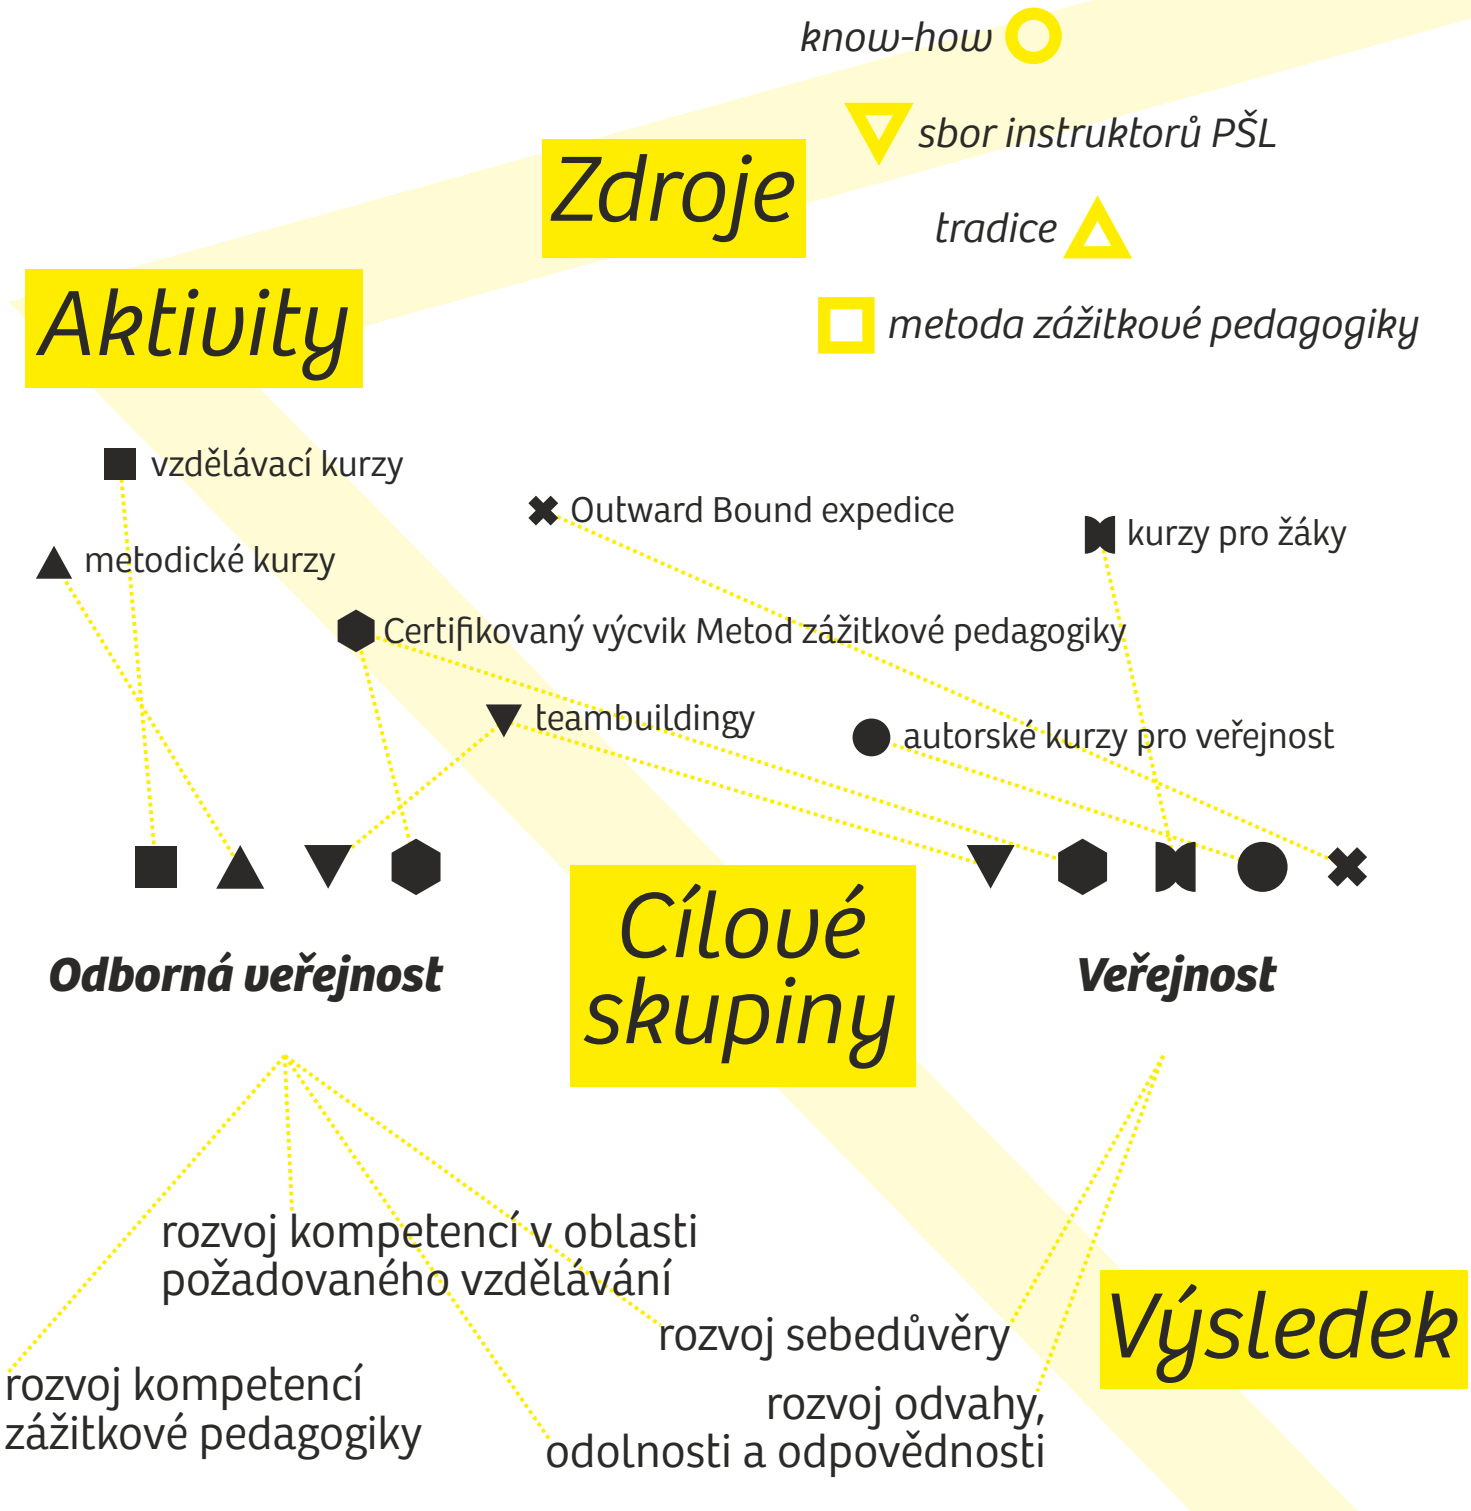 know-how
sbor instruktorů PŠL
Zdroje
tradice
metoda zážitkové pedagogiky
Aktivity
vzdělávací kurzy
Outward Bound expedice
kurzy pro žáky
metodické kurzy
Certifikovaný výcvik Metod zážitkové pedagogiky
teambuildingy
autorské kurzy pro veřejnost
Cílové
skupiny
Odborná veřejnost
Veřejnost
rozvoj kompetencí v oblasti
požadovaného vzdělávání
rozvoj sebedůvěry
Výsledek
rozvoj kompetencí
zážitkové pedagogiky
rozvoj odvahy,
odolnosti a odpovědnosti